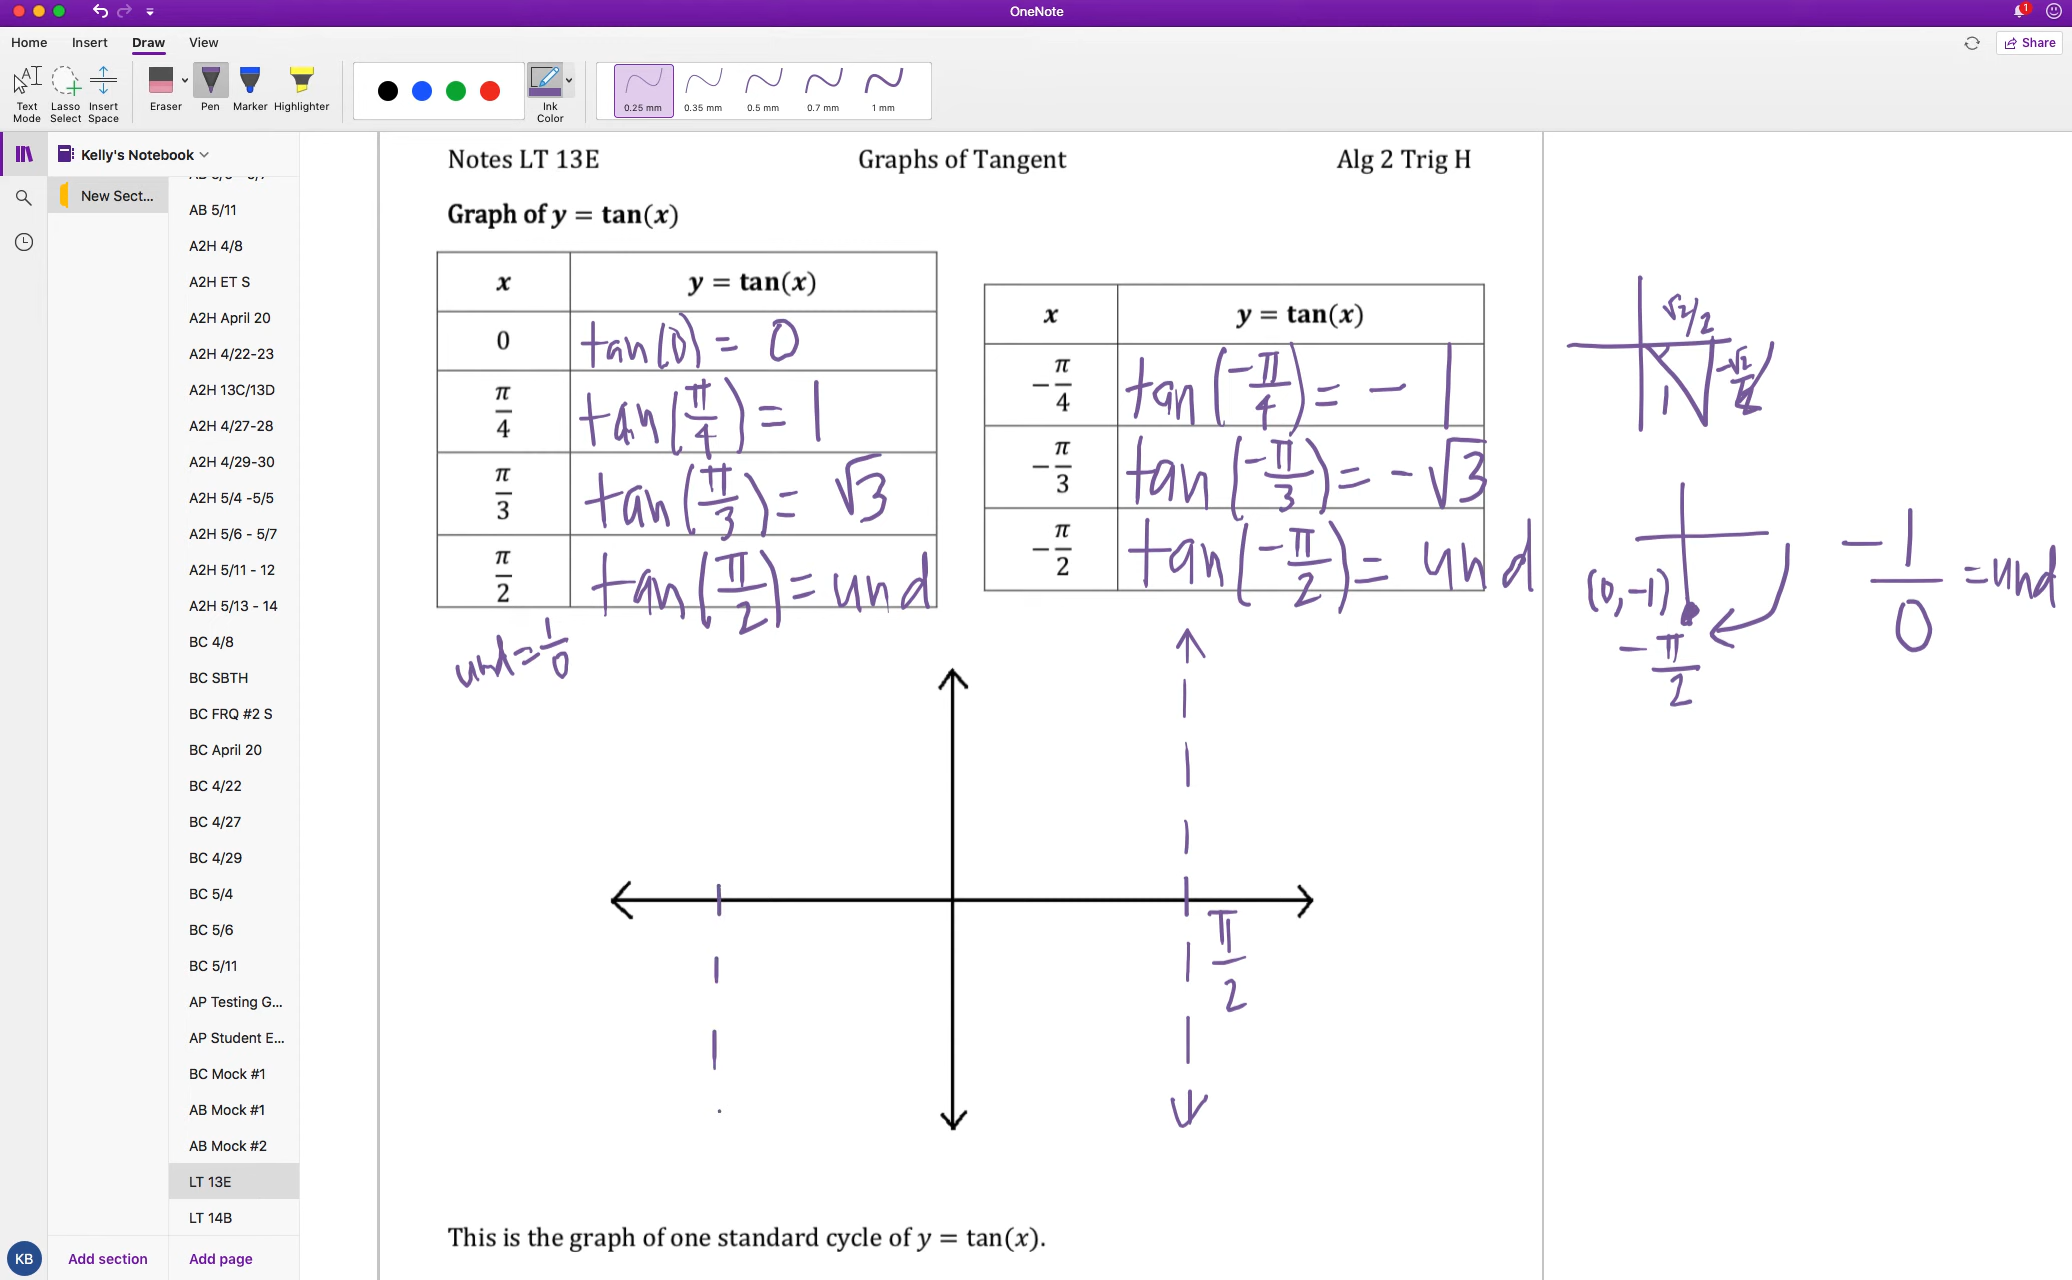 OneNote
1
Home Insert Draw View
Share
Text Mode
Lasso Select
Insert Space
Eraser
Pen
Marker
Highlighter
Ink Color
0.25 mm
0.35 mm
0.5 mm
0.7 mm
1 mm
Kelly's Notebook
New Sect...
AB 5/11
A2H 4/8
A2H ET S
A2H April 20
A2H 4/22-23
A2H 13C/13D
A2H 4/27-28
A2H 4/29-30
A2H 5/4 -5/5
A2H 5/6 - 5/7
A2H 5/11 - 12
A2H 5/13 - 14
BC 4/8
BC SBTH
BC FRQ #2 S
BC April 20
BC 4/22
BC 4/27
BC 4/29
BC 5/4
BC 5/6
BC 5/11
AP Testing G...
AP Student E...
BC Mock #1
AB Mock #1
AB Mock #2
LT 13E
LT 14B
KB
Add section
Add page
Notes LT 13E Graphs of Tangent Alg 2 Trig H
Graph of y = tan(x)
x y = tan(x)
0 tan(0) = 0
π/4 tan(π/4) = 1
π/3 tan(π/3) = √3
π/2 tan(π/2) = und
und = 1/0
x y = tan(x)
-π/4 tan(-π/4) = -1
-π/3 tan(-π/3) = -√3
-π/2 tan(-π/2) = und
√2/2
-√2/2
1
(0, -1)
-π/2
-1/0 = und
π/2
This is the graph of one standard cycle of y = tan(x).